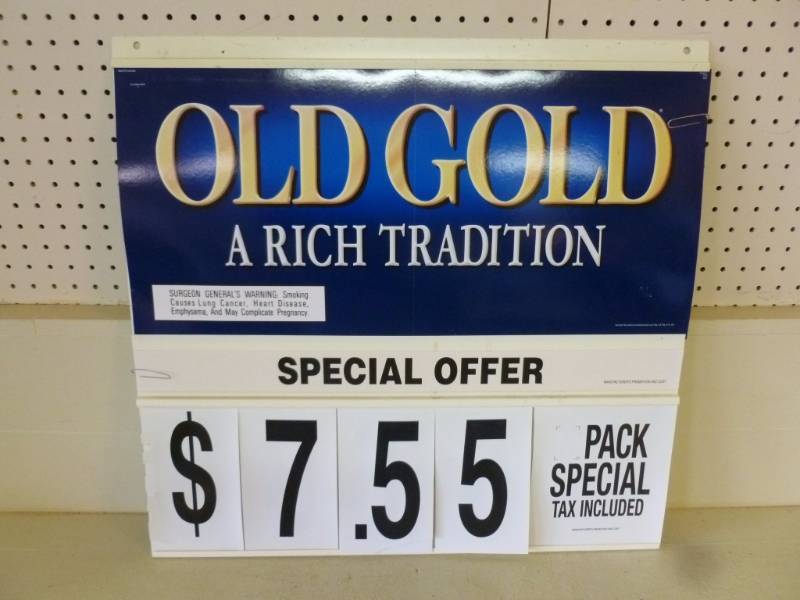 OLD GOLD
A RICH TRADITION
SURGEON GENERAL'S WARNING: Smoking
Causes Lung Cancer, Heart Disease,
Emphysema, And May Complicate Pregnancy.
SPECIAL OFFER
$7.55
PACK
SPECIAL
TAX INCLUDED